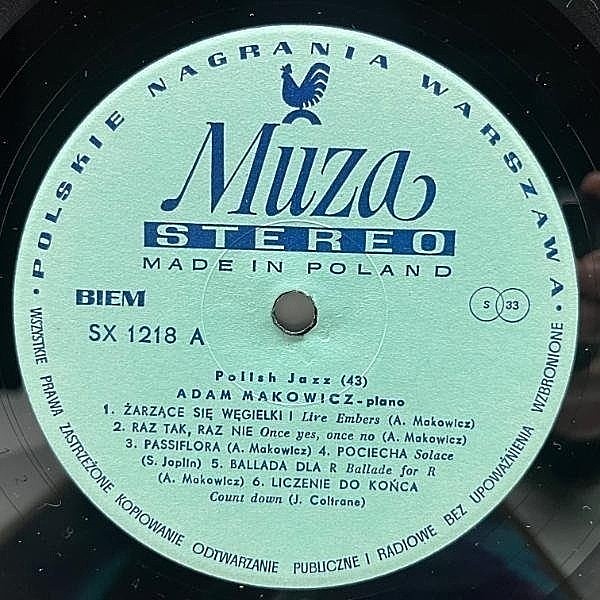 • POLSKIE NAGRANIA WARSZAWA •
Muza
STEREO
MADE IN POLAND
BIEM
S 33
SX 1218 A
Polish Jazz (43)
ADAM MAKOWICZ-piano
1. ŻARZĄCE SIĘ WĘGIELKI I Live Embers (A. Makowicz)
2. RAZ TAK, RAZ NIE Once yes, once no (A. Makowicz)
3. PASSIFLORA (A. Makowicz) 4. POCIECHA Solace
(S. Joplin) 5. BALLADA DLA R Ballade for R
(A. Makowicz) 6. LICZENIE DO KOŃCA
Count down (J. Coltrane)
WSZYSTKIE PRAWA ZASTRZEŻONE KOPIOWANIE ODTWARZANIE PUBLICZNE I RADIOWE BEZ UPOWAŻNIENIA WZBRONIONE